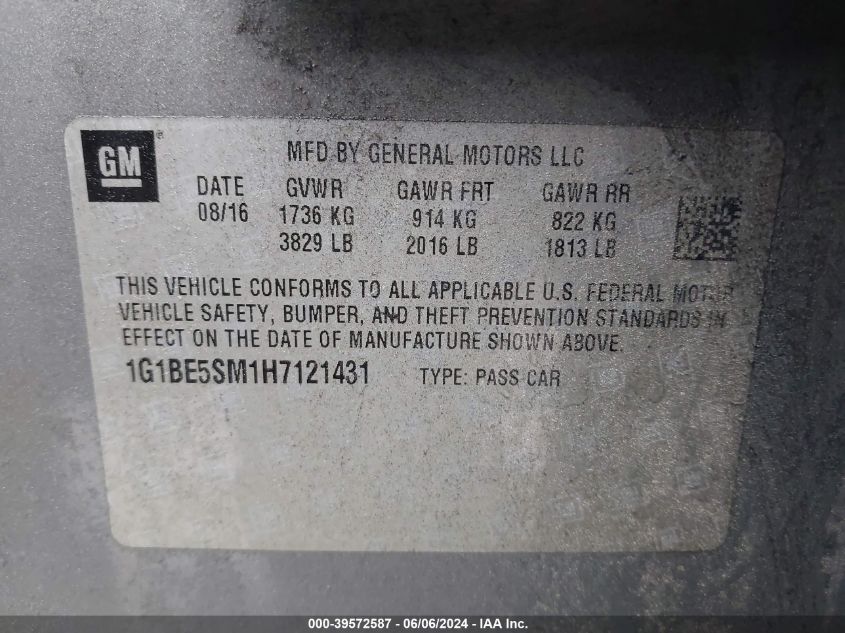 GM®
MFD BY GENERAL MOTORS LLC
DATE GVWR GAWR FRT GAWR RR
08/16 1736 KG 914 KG 822 KG
3829 LB 2016 LB 1813 LB
THIS VEHICLE CONFORMS TO ALL APPLICABLE U.S. FEDERAL MOTOR
VEHICLE SAFETY, BUMPER, AND THEFT PREVENTION STANDARDS IN
EFFECT ON THE DATE OF MANUFACTURE SHOWN ABOVE.
1G1BE5SM1H7121431 TYPE: PASS CAR
000-39572587 - 06/06/2024 - IAA Inc.